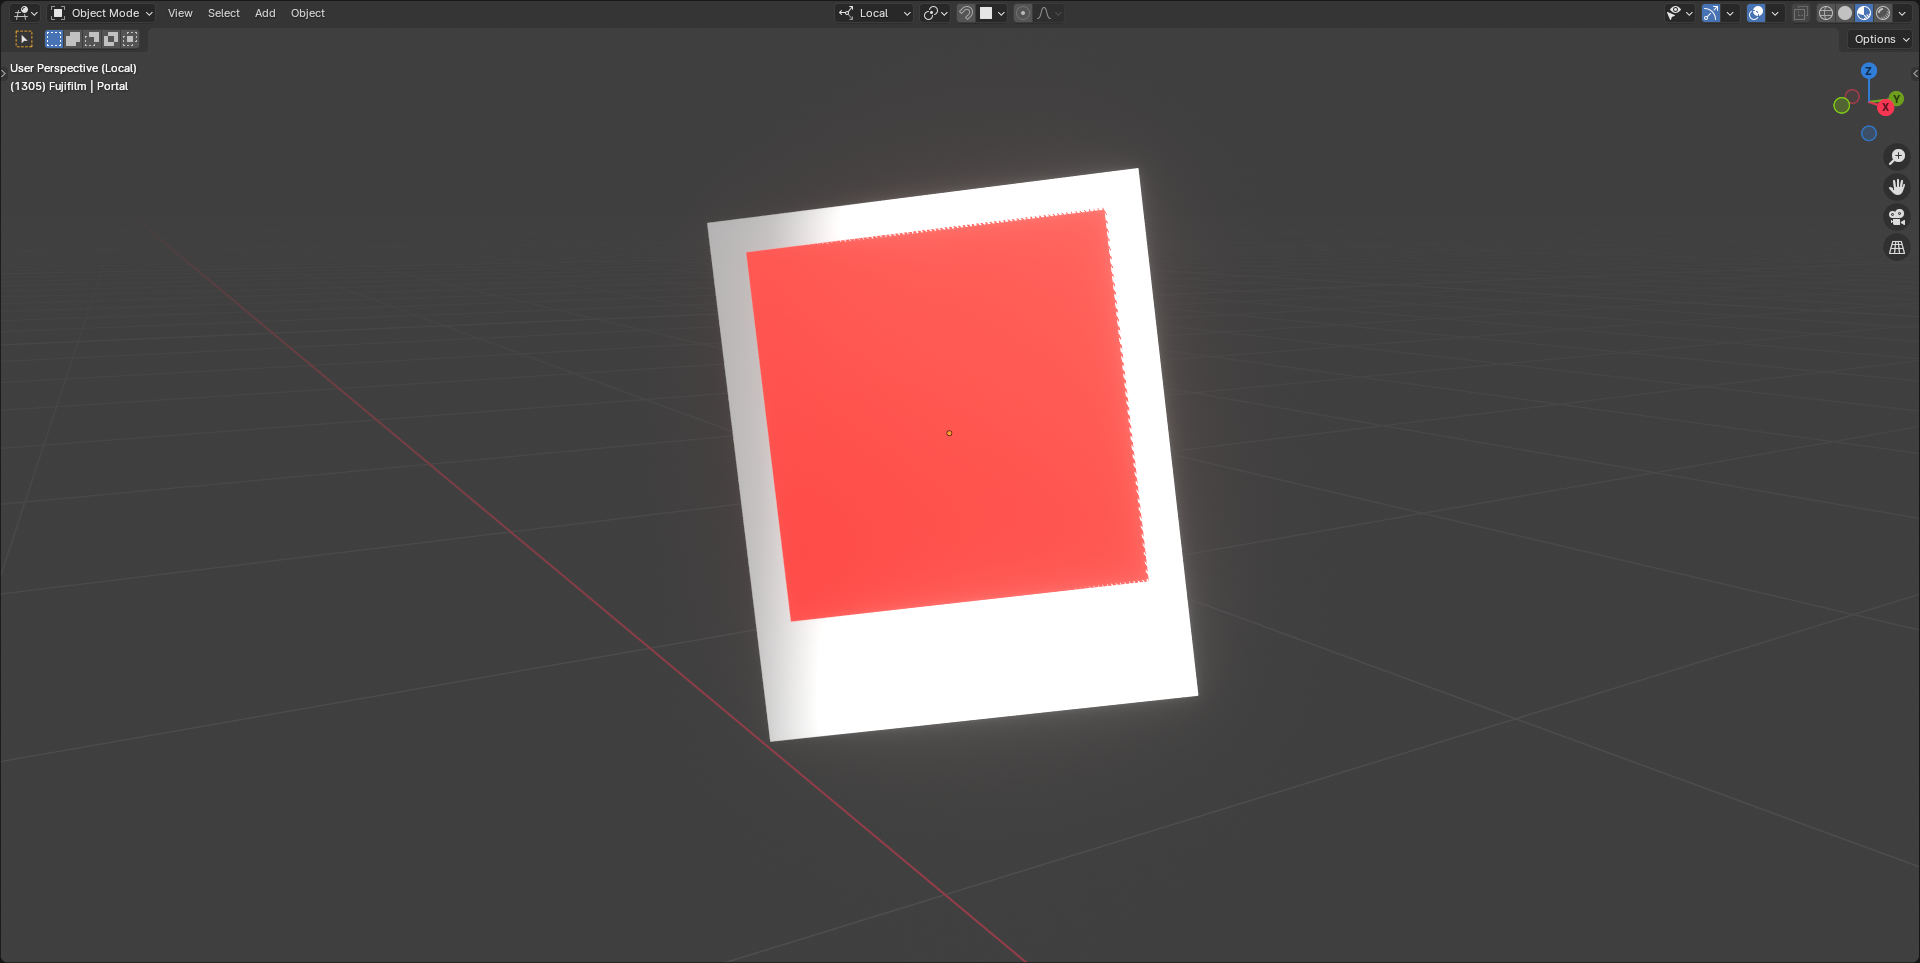 Object Mode View Select Add Object Local
Options
User Perspective (Local)
(1305) Fujifilm | Portal
Z
Y
X